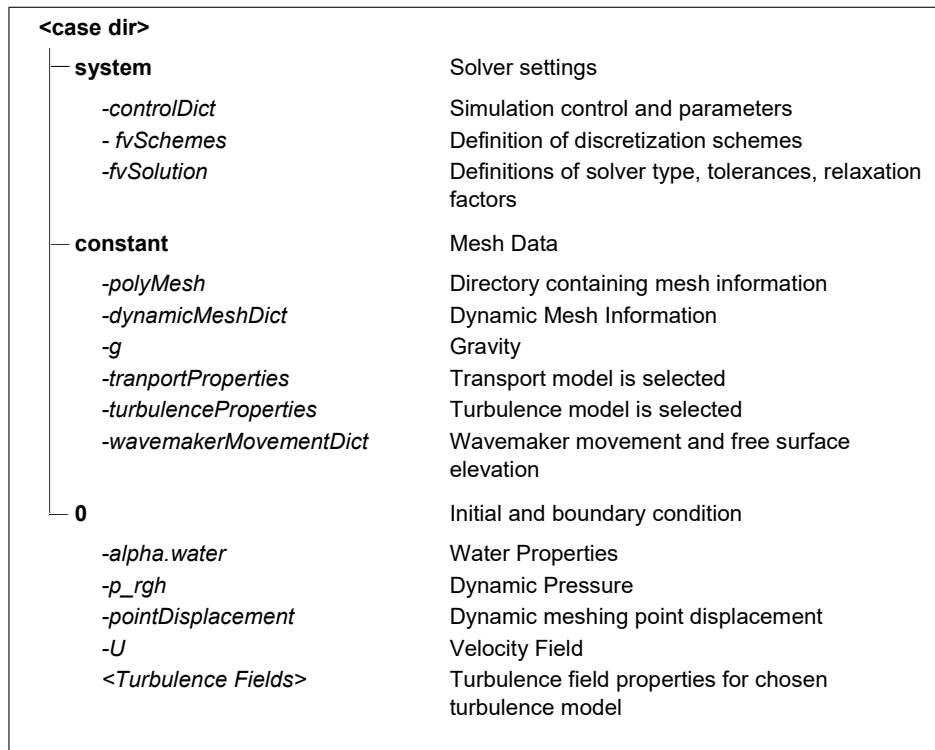 <case dir>
system Solver settings
-controlDict Simulation control and parameters
- fvSchemes Definition of discretization schemes
-fvSolution Definitions of solver type, tolerances, relaxation
factors
constant Mesh Data
-polyMesh Directory containing mesh information
-dynamicMeshDict Dynamic Mesh Information
-g Gravity
-tranportProperties Transport model is selected
-turbulenceProperties Turbulence model is selected
-wavemakerMovementDict Wavemaker movement and free surface
elevation
0 Initial and boundary condition
-alpha.water Water Properties
-p_rgh Dynamic Pressure
-pointDisplacement Dynamic meshing point displacement
-U Velocity Field
<Turbulence Fields> Turbulence field properties for chosen
turbulence model